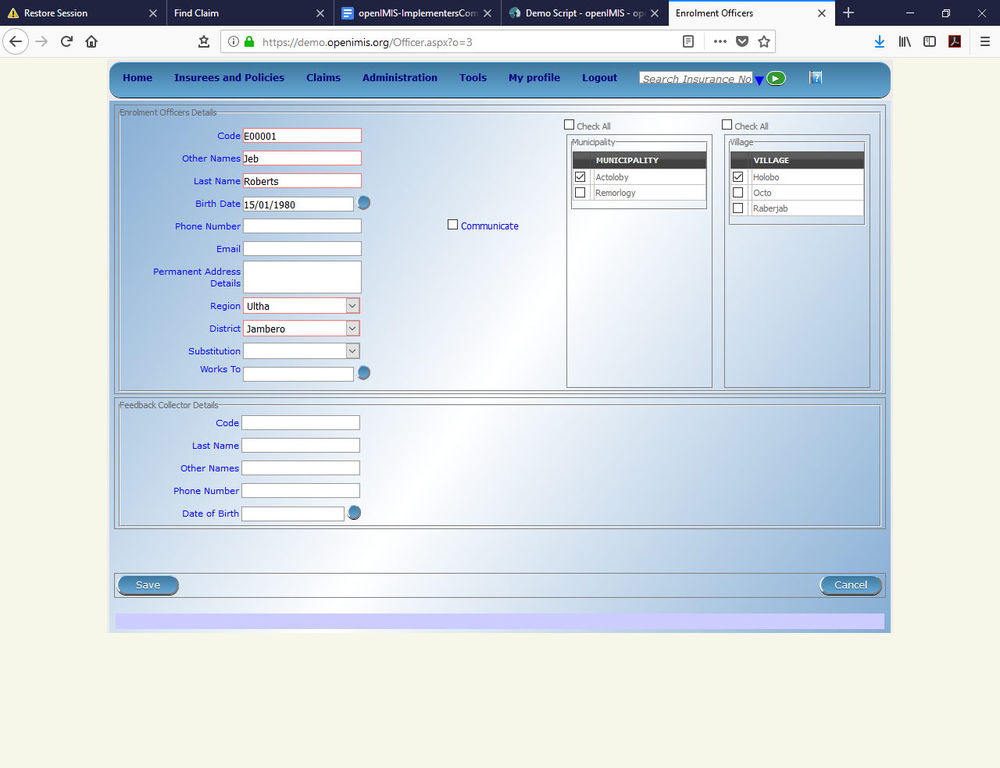 Restore Session
Find Claim
openIMIS-ImplementersCom
Demo Script - openIMIS - op
Enrolment Officers
https://demo.openimis.org/Officer.aspx?o=3
Home Insurees and Policies Claims Administration Tools My profile Logout Search Insurance No
Enrolment Officers Details
Code E00001
Other Names Jeb
Last Name Roberts
Birth Date 15/01/1980
Phone Number
Communicate
Email
Permanent Address
Details
Region Ultha
District Jambero
Substitution
Works To
Check All
Municipality
MUNICIPALITY
Actoloby
Remorlogy
Check All
Village
VILLAGE
Holobo
Octo
Raberjab
Feedback Collector Details
Code
Last Name
Other Names
Phone Number
Date of Birth
Save Cancel